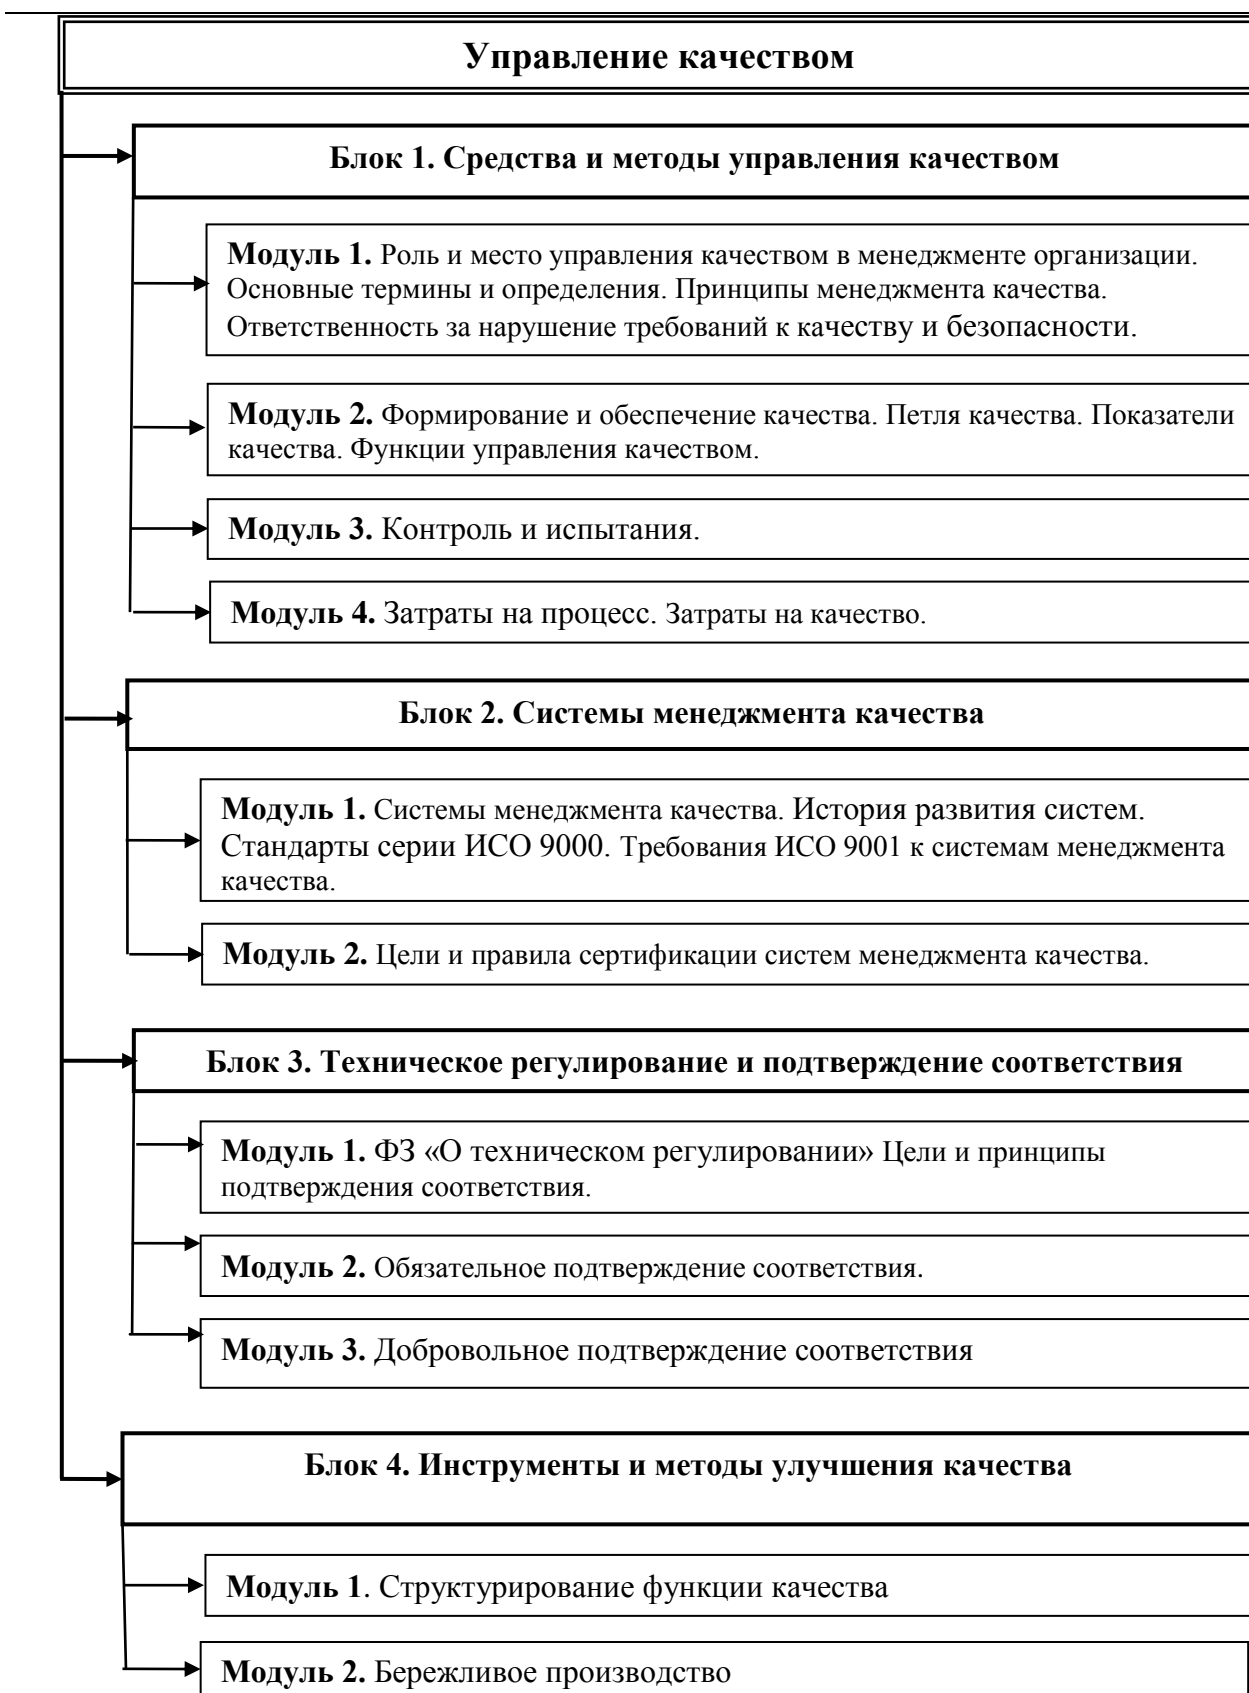 Управление качеством
Блок 1. Средства и методы управления качеством
Модуль 1. Роль и место управления качеством в менеджменте организации.
Основные термины и определения. Принципы менеджмента качества.
Ответственность за нарушение требований к качеству и безопасности.
Модуль 2. Формирование и обеспечение качества. Петля качества. Показатели
качества. Функции управления качеством.
Модуль 3. Контроль и испытания.
Модуль 4. Затраты на процесс. Затраты на качество.
Блок 2. Системы менеджмента качества
Модуль 1. Системы менеджмента качества. История развития систем.
Стандарты серии ИСО 9000. Требования ИСО 9001 к системам менеджмента
качества.
Модуль 2. Цели и правила сертификации систем менеджмента качества.
Блок 3. Техническое регулирование и подтверждение соответствия
Модуль 1. ФЗ «О техническом регулировании» Цели и принципы
подтверждения соответствия.
Модуль 2. Обязательное подтверждение соответствия.
Модуль 3. Добровольное подтверждение соответствия
Блок 4. Инструменты и методы улучшения качества
Модуль 1. Структурирование функции качества
Модуль 2. Бережливое производство